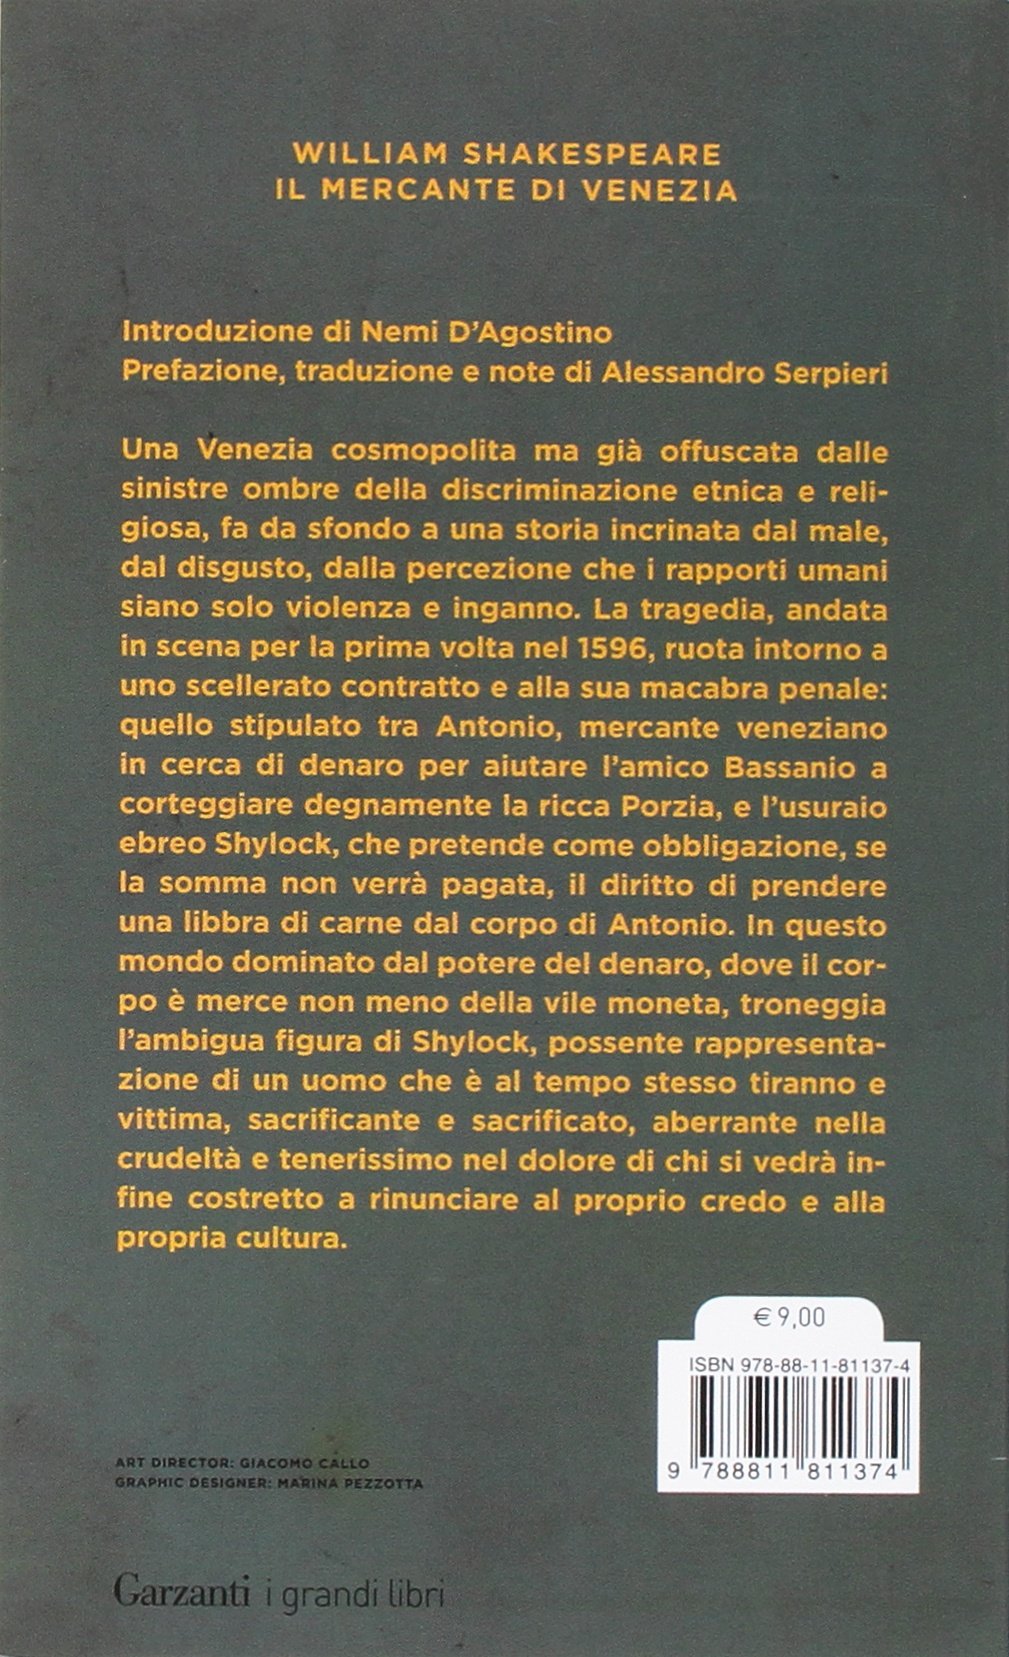 WILLIAM SHAKESPEARE
IL MERCANTE DI VENEZIA
Introduzione di Nemi D'Agostino
Prefazione, traduzione e note di Alessandro Serpieri
Una Venezia cosmopolita ma già offuscata dalle
sinistre ombre della discriminazione etnica e reli-
giosa, fa da sfondo a una storia incrinata dal male,
dal disgusto, dalla percezione che i rapporti umani
siano solo violenza e inganno. La tragedia, andata
in scena per la prima volta nel 1596, ruota intorno a
uno scellerato contratto e alla sua macabra penale:
quello stipulato tra Antonio, mercante veneziano
in cerca di denaro per aiutare l'amico Bassanio a
corteggiare degnamente la ricca Porzia, e l'usuraio
ebreo Shylock, che pretende come obbligazione, se
la somma non verrà pagata, il diritto di prendere
una libbra di carne dal corpo di Antonio. In questo
mondo dominato dal potere del denaro, dove il cor-
po è merce non meno della vile moneta, troneggia
l'ambigua figura di Shylock, possente rappresenta-
zione di un uomo che è al tempo stesso tiranno e
vittima, sacrificante e sacrificato, aberrante nella
crudeltà e tenerissimo nel dolore di chi si vedrà in-
fine costretto a rinunciare al proprio credo e alla
propria cultura.
€ 9,00
ISBN 978-88-11-81137-4
9 788811 811374
ART DIRECTOR: GIACOMO CALLO
GRAPHIC DESIGNER: MARINA PEZZOTTA
Garzanti i grandi libri